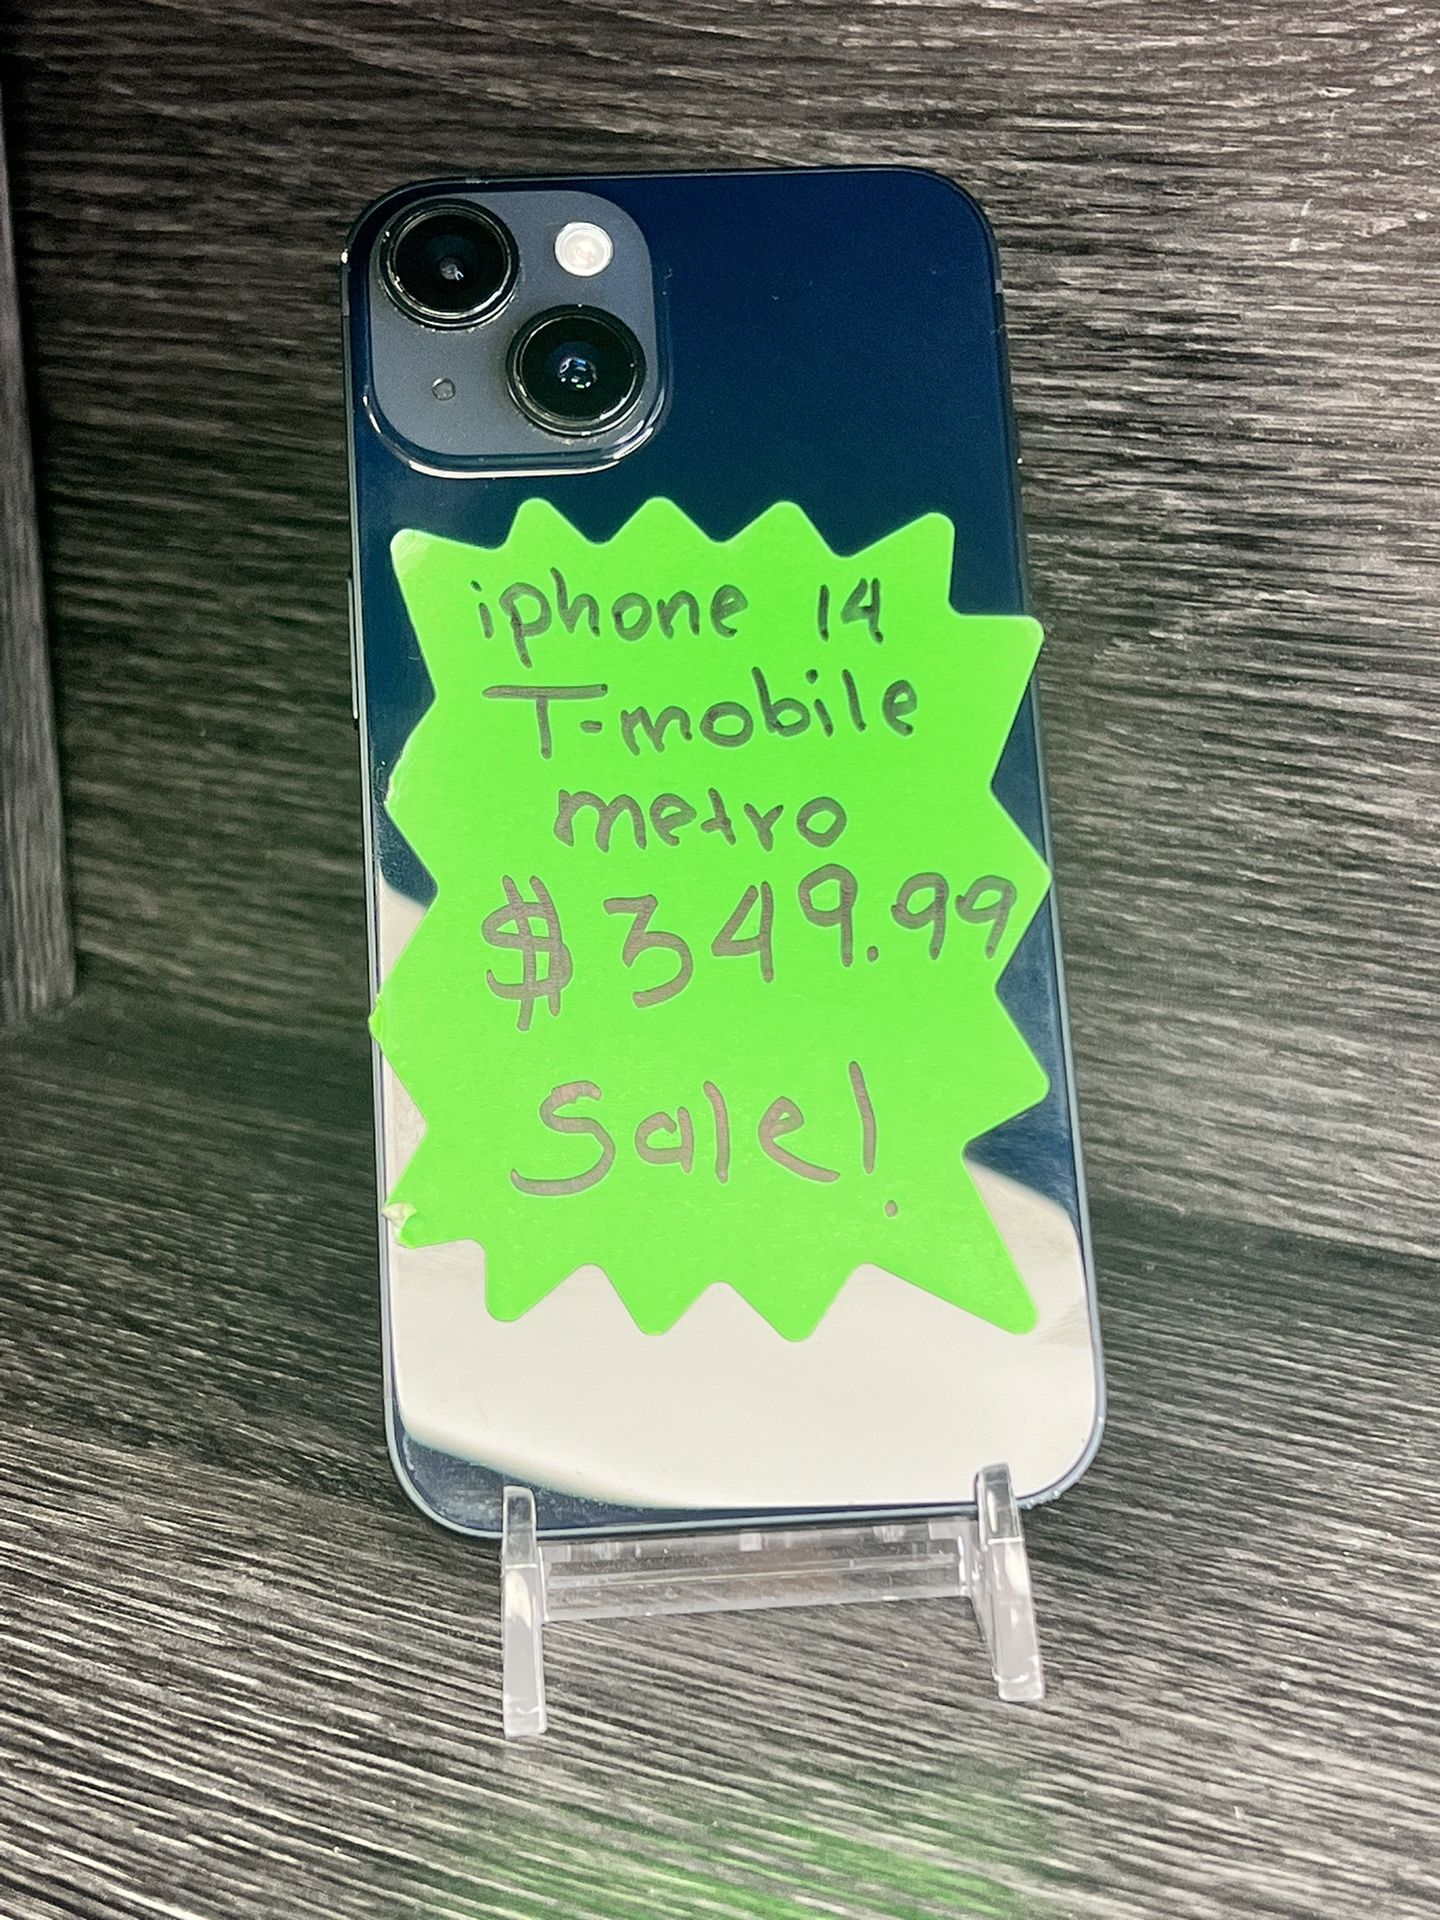 iphone 14
T-mobile
metro
$349.99
Sale!